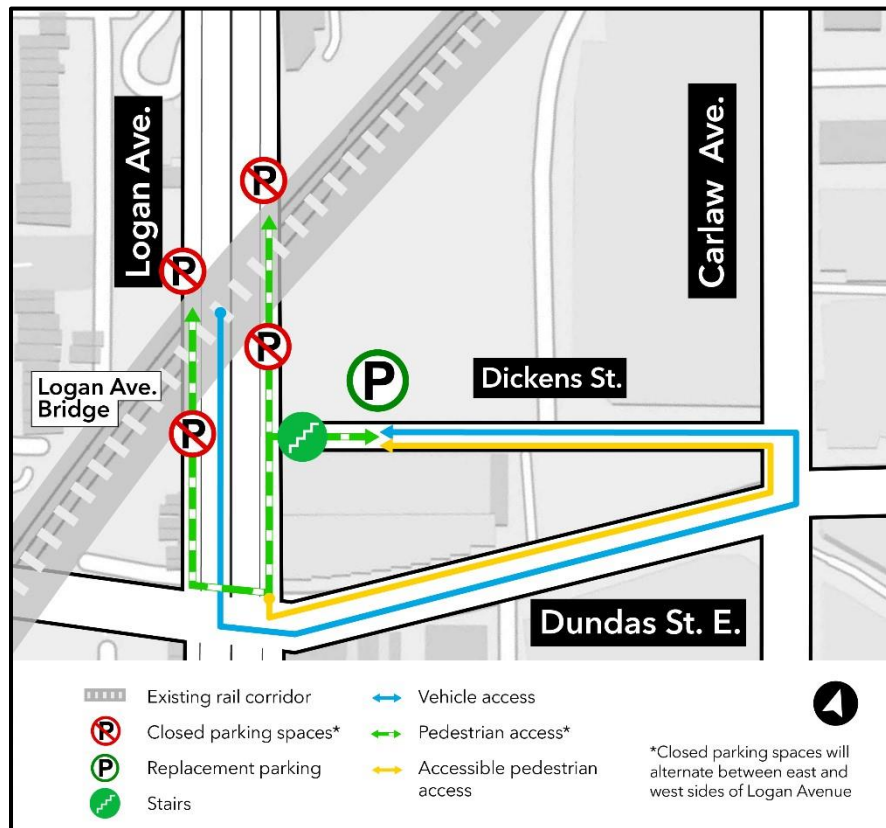 Logan Ave.
Carlaw Ave.
P
P
P
P
P
Logan Ave.
Bridge
Dickens St.
Dundas St. E.
Existing rail corridor
P Closed parking spaces*
P Replacement parking
Stairs
Vehicle access
Pedestrian access*
Accessible pedestrian
access
*Closed parking spaces will
alternate between east and
west sides of Logan Avenue